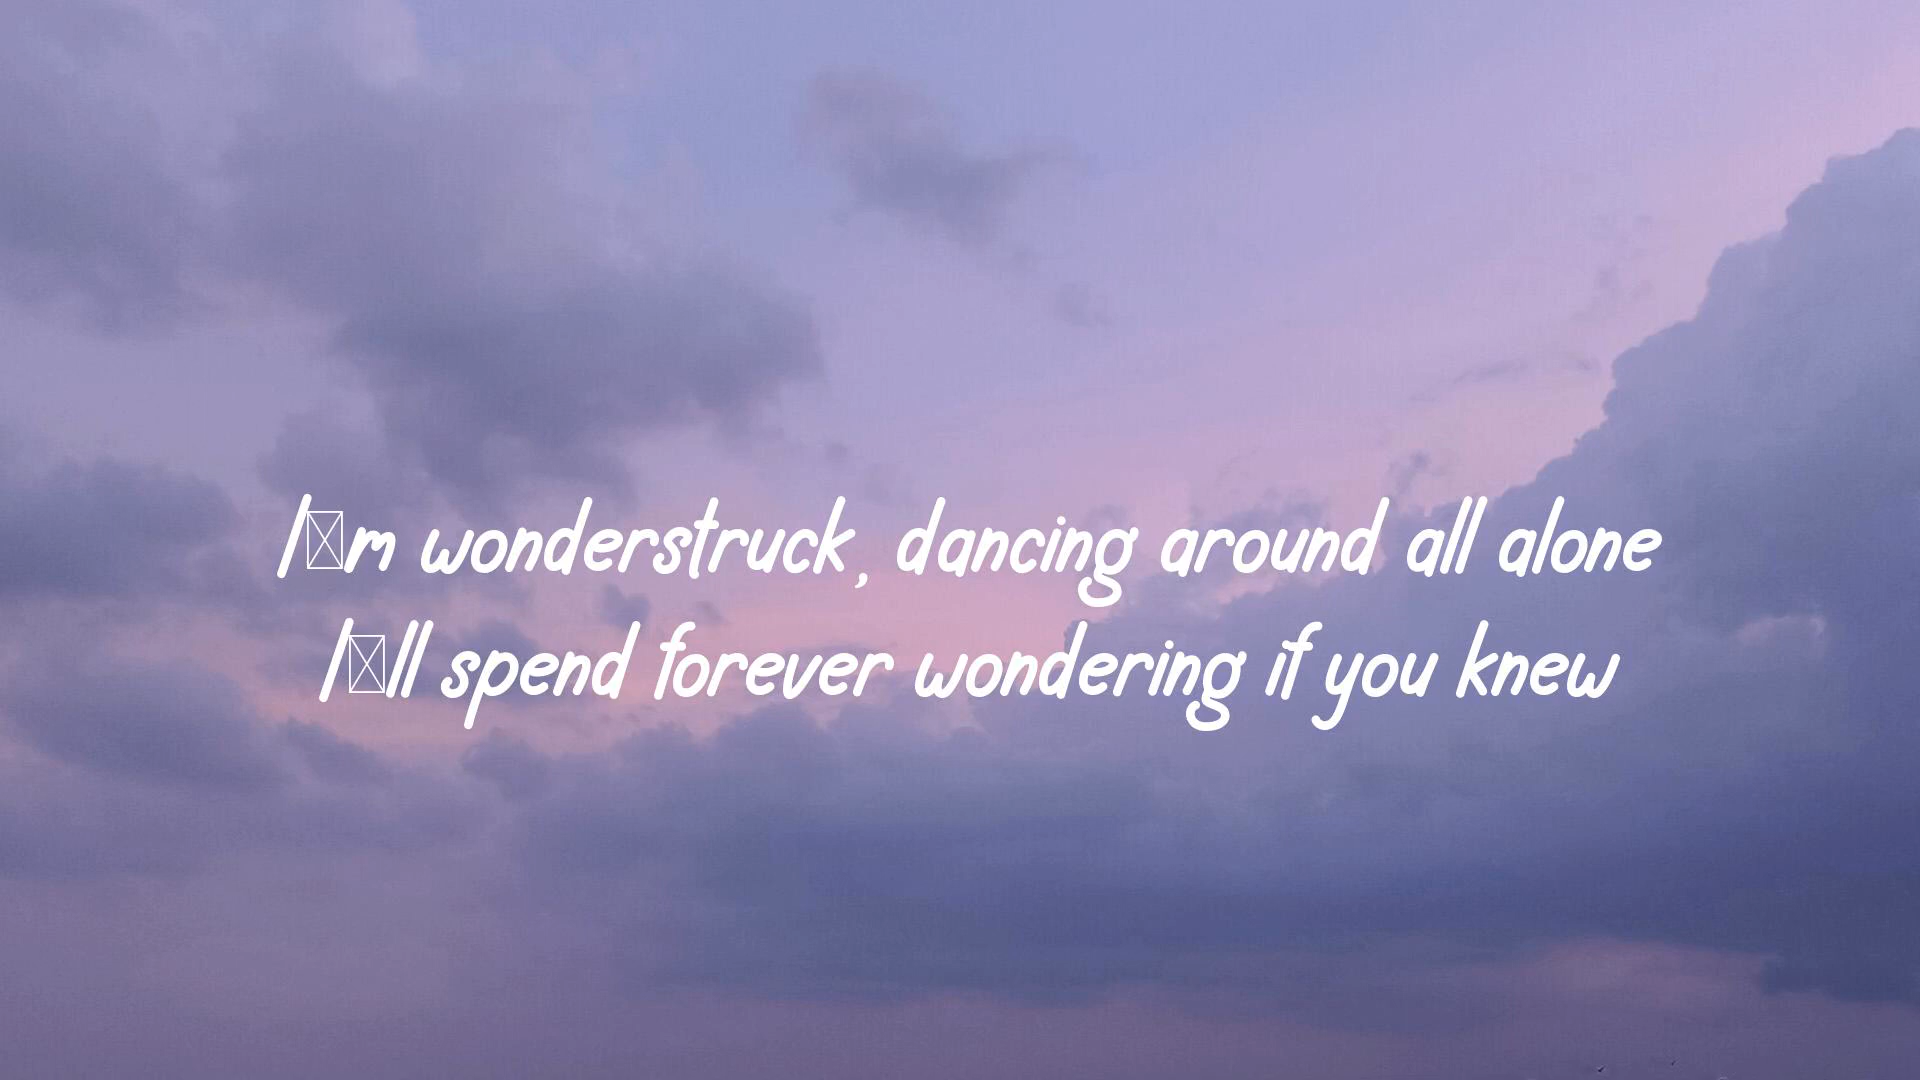 I☒m wonderstruck, dancing around all alone
I☒ll spend forever wondering if you knew